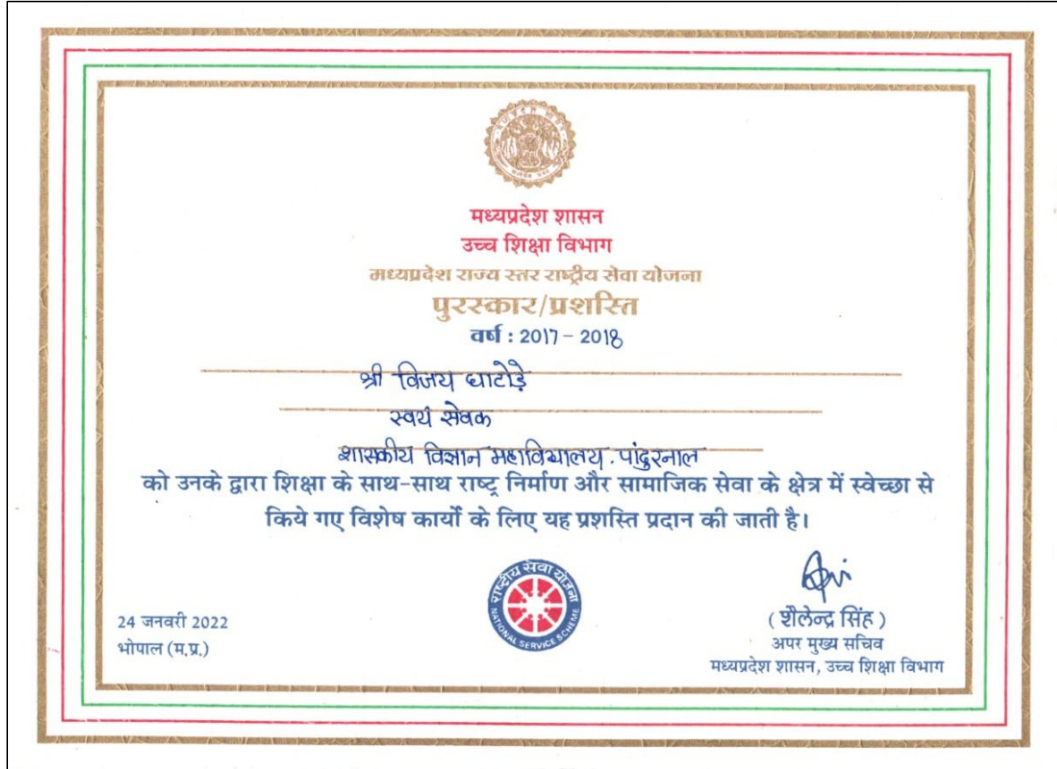 मध्यप्रदेश शासन
उच्च शिक्षा विभाग
मध्यप्रदेश राज्य स्तर राष्ट्रीय सेवा योजना
पुरस्कार/प्रशस्ति
वर्ष : 2017 - 2018
श्री विजय धाटोड़े
स्वयं सेवक
शासकीय विज्ञान महाविद्यालय. पांदुरनाल
को उनके द्वारा शिक्षा के साथ-साथ राष्ट्र निर्माण और सामाजिक सेवा के क्षेत्र में स्वेच्छा से
किये गए विशेष कार्यों के लिए यह प्रशस्ति प्रदान की जाती है।
राष्ट्रीय सेवा योजना
NATIONAL SERVICE SCHEME
24 जनवरी 2022
भोपाल (म.प्र.)
( शैलेन्द्र सिंह )
अपर मुख्य सचिव
मध्यप्रदेश शासन, उच्च शिक्षा विभाग